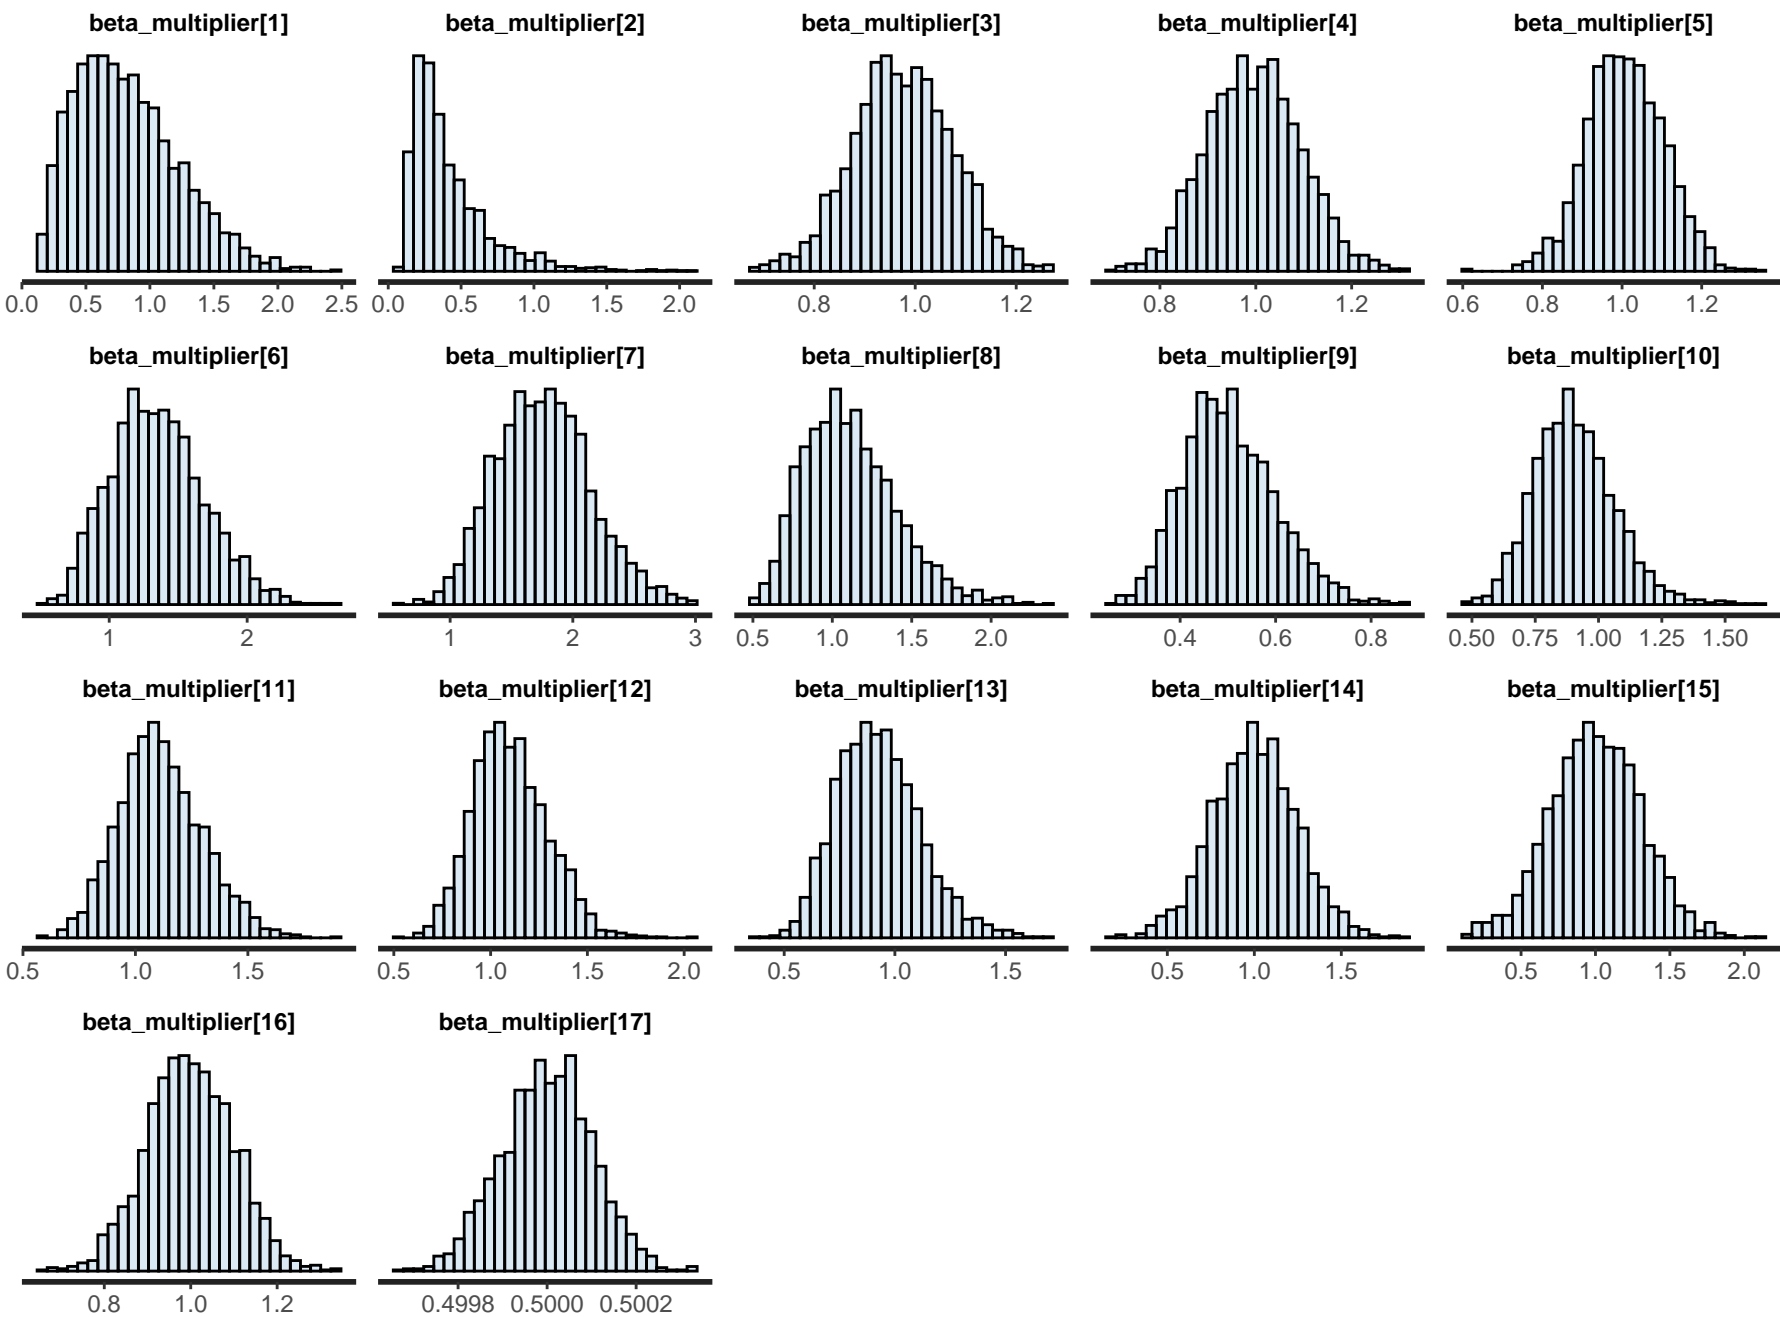 beta_multiplier[1] beta_multiplier[2] beta_multiplier[3] beta_multiplier[4] beta_multiplier[5]
0.0 0.5 1.0 1.5 2.0 2.5 0.0 0.5 1.0 1.5 2.0 0.8 1.0 1.2 0.8 1.0 1.2 0.6 0.8 1.0 1.2
beta_multiplier[6] beta_multiplier[7] beta_multiplier[8] beta_multiplier[9] beta_multiplier[10]
1 2 1 2 3 0.5 1.0 1.5 2.0 0.4 0.6 0.8 0.50 0.75 1.00 1.25 1.50
beta_multiplier[11] beta_multiplier[12] beta_multiplier[13] beta_multiplier[14] beta_multiplier[15]
0.5 1.0 1.5 0.5 1.0 1.5 2.0 0.5 1.0 1.5 0.5 1.0 1.5 0.5 1.0 1.5 2.0
beta_multiplier[16] beta_multiplier[17]
0.8 1.0 1.2 0.4998 0.5000 0.5002